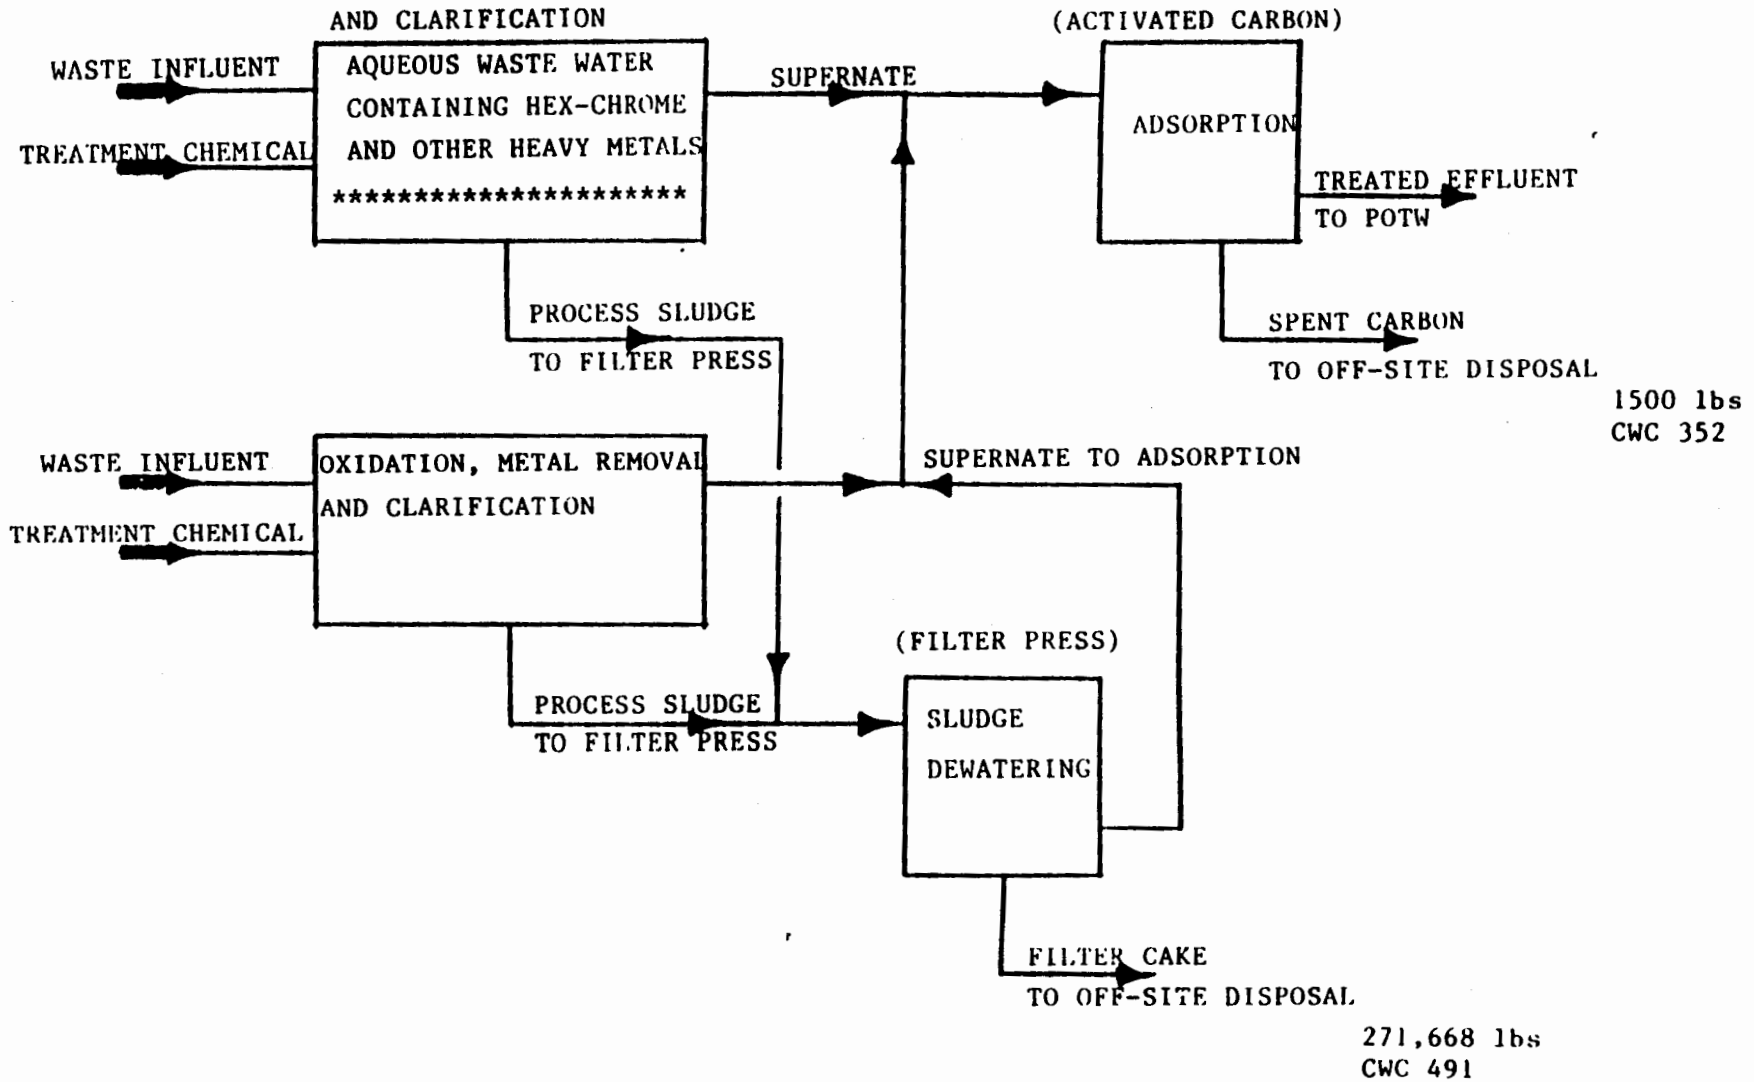 AND CLARIFICATION
(ACTIVATED CARBON)
WASTE INFLUENT
AQUEOUS WASTE WATER
CONTAINING HEX-CHROME
AND OTHER HEAVY METALS
**********************
TREATMENT CHEMICAL
SUPERNATE
ADSORPTION
TREATED EFFLUENT
TO POTW
PROCESS SLUDGE
TO FILTER PRESS
SPENT CARBON
TO OFF-SITE DISPOSAL
1500 lbs
CWC 352
WASTE INFLUENT
OXIDATION, METAL REMOVAL
AND CLARIFICATION
TREATMENT CHEMICAL
SUPERNATE TO ADSORPTION
(FILTER PRESS)
PROCESS SLUDGE
TO FILTER PRESS
SLUDGE
DEWATERING
FILTER CAKE
TO OFF-SITE DISPOSAL
271,668 lbs
CWC 491